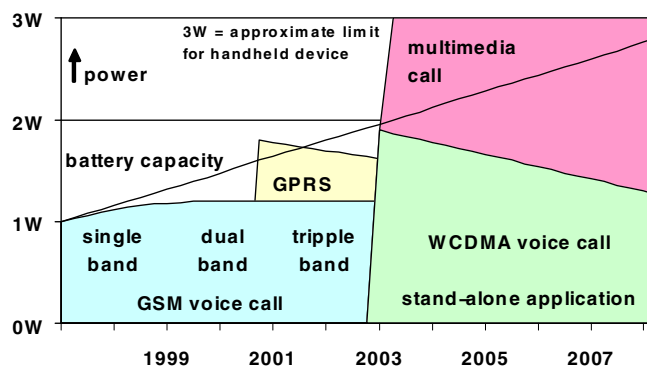 3W
3W = approximate limit
for handheld device
power
multimedia
call
2W
battery capacity
GPRS
1W
single
band
dual
band
tripple
band
WCDMA voice call
GSM voice call
stand-alone application
0W
1999
2001
2003
2005
2007